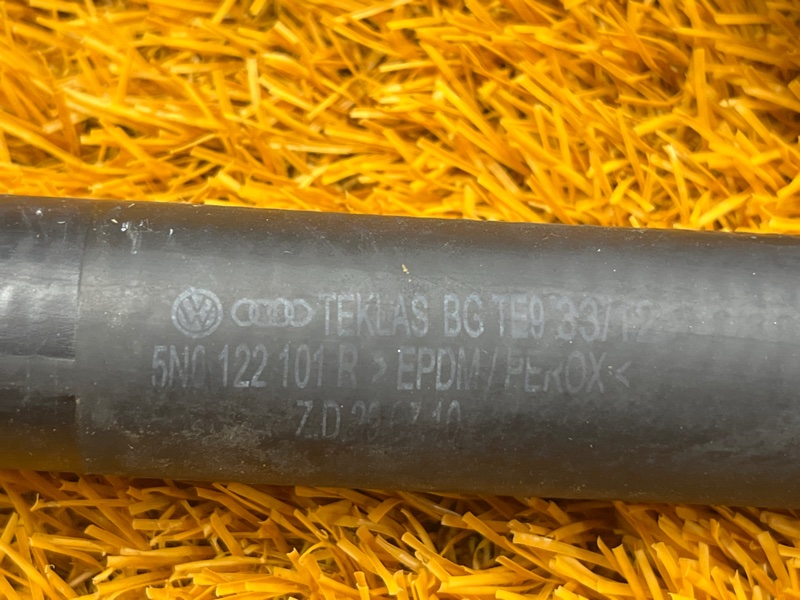 TEKLAS BG TE9 33/12
5N0 122 101 R >EPDM/PEROX<
Z.D